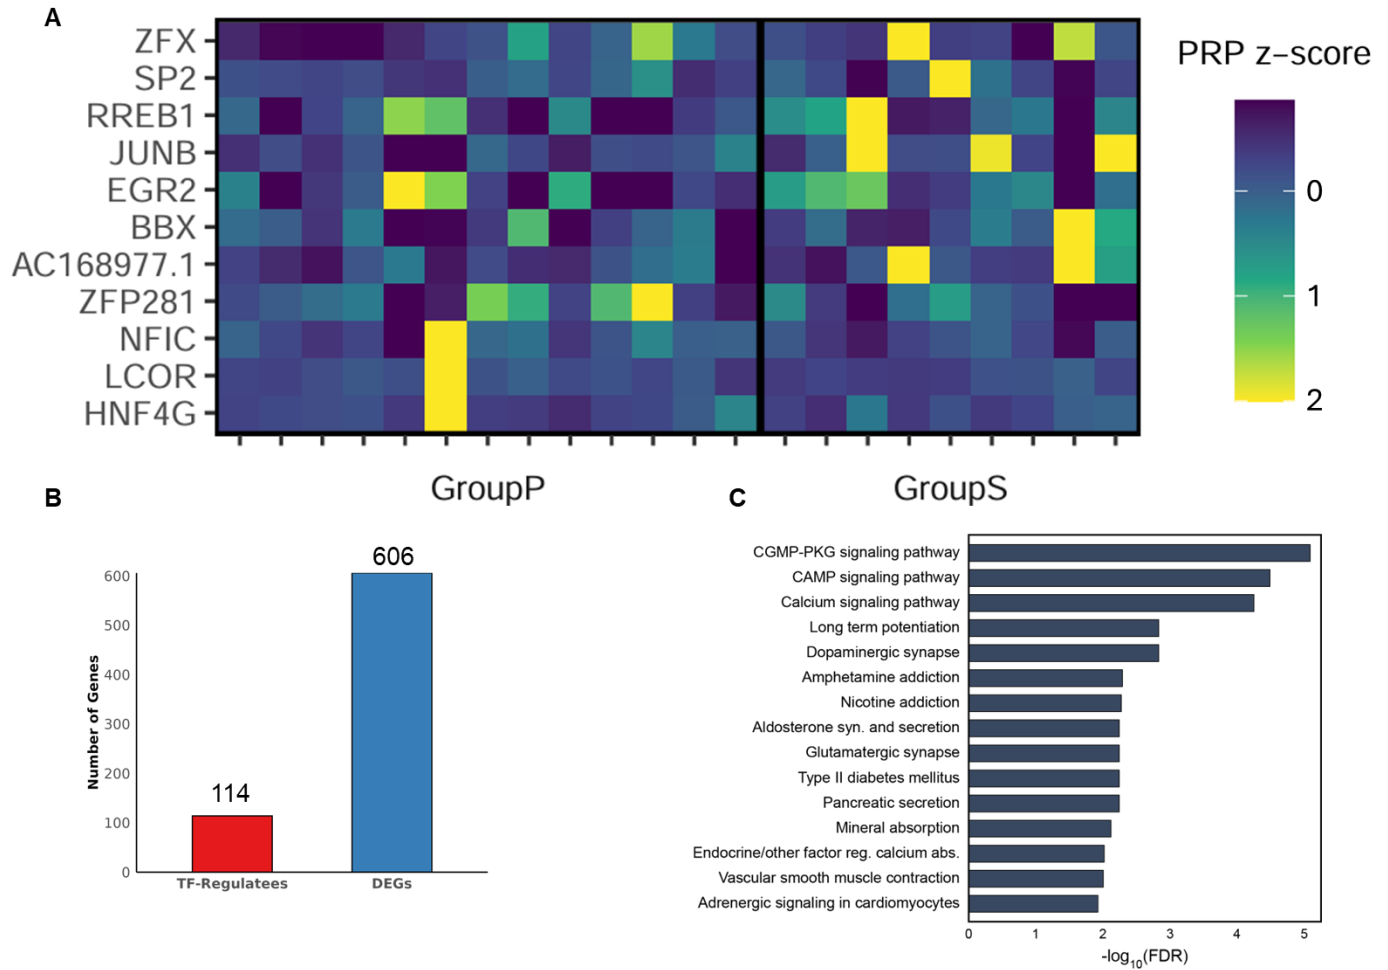 A
ZFX
SP2
RREB1
JUNB
EGR2
BBX
AC168977.1
ZFP281
NFIC
LCOR
HNF4G
GroupP
GroupS
PRP z-score
0
1
2
B
606
114
Number of Genes
600
500
400
300
200
100
0
TF-Regulatees
DEGs
C
CGMP-PKG signaling pathway
CAMP signaling pathway
Calcium signaling pathway
Long term potentiation
Dopaminergic synapse
Amphetamine addiction
Nicotine addiction
Aldosterone syn. and secretion
Glutamatergic synapse
Type II diabetes mellitus
Pancreatic secretion
Mineral absorption
Endocrine/other factor reg. calcium abs.
Vascular smooth muscle contraction
Adrenergic signaling in cardiomyocytes
0 1 2 3 4 5
-log10(FDR)